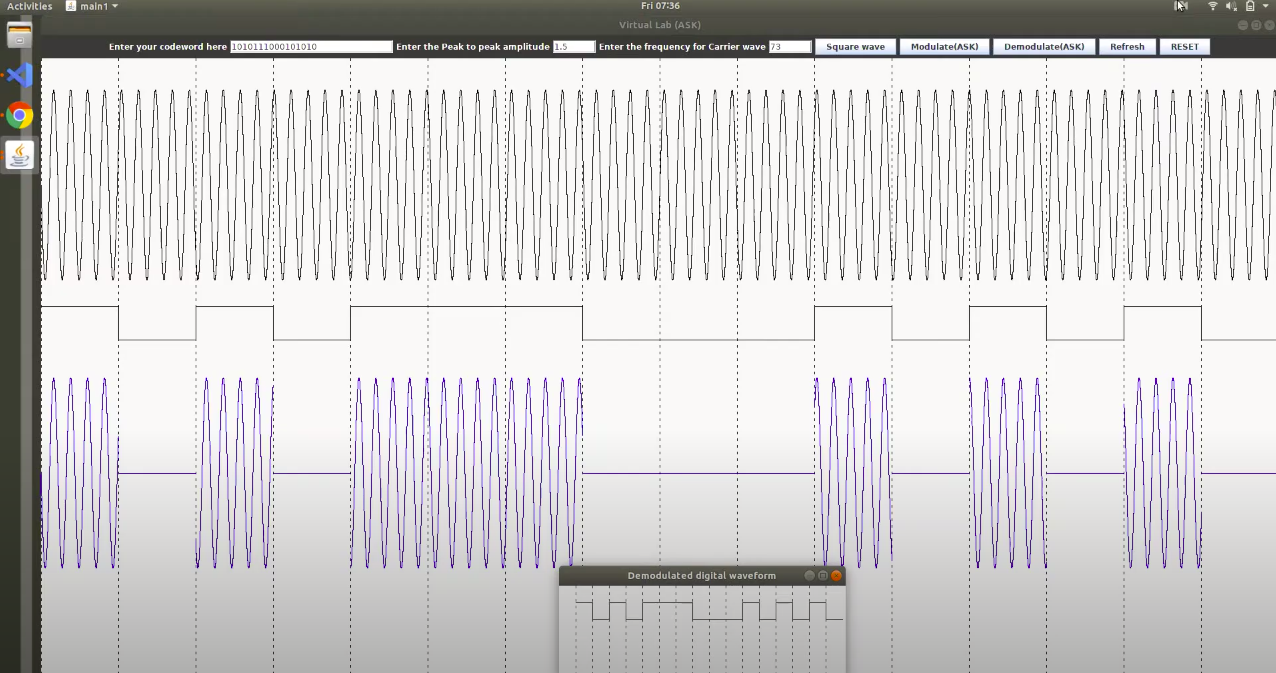 Activities main1 Fri 07:36
Virtual Lab (ASK)
Enter your codeword here 1010111000101010 Enter the Peak to peak amplitude 1.5 Enter the frequency for Carrier wave 73 Square wave Modulate(ASK) Demodulate(ASK) Refresh RESET
Demodulated digital waveform